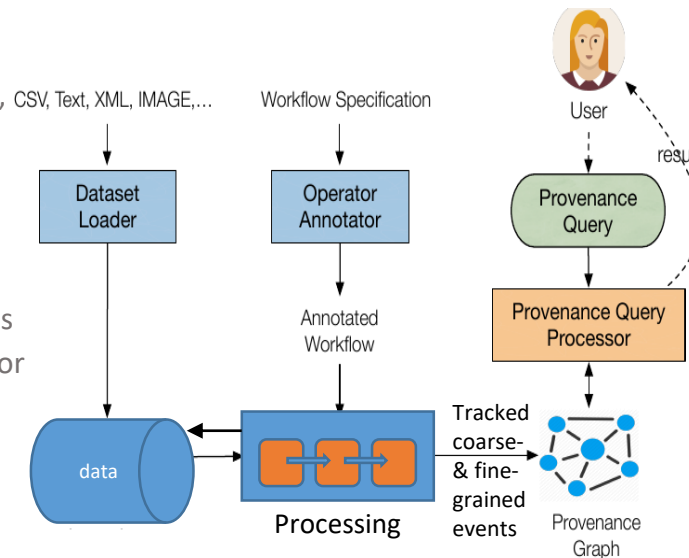 CSV, Text, XML, IMAGE,...
Workflow Specification
User
Dataset
Loader
Operator
Annotator
Provenance
Query
Annotated
Workflow
Provenance Query
Processor
data
Processing
Tracked
coarse-
& fine-
grained
events
Provenance
Graph